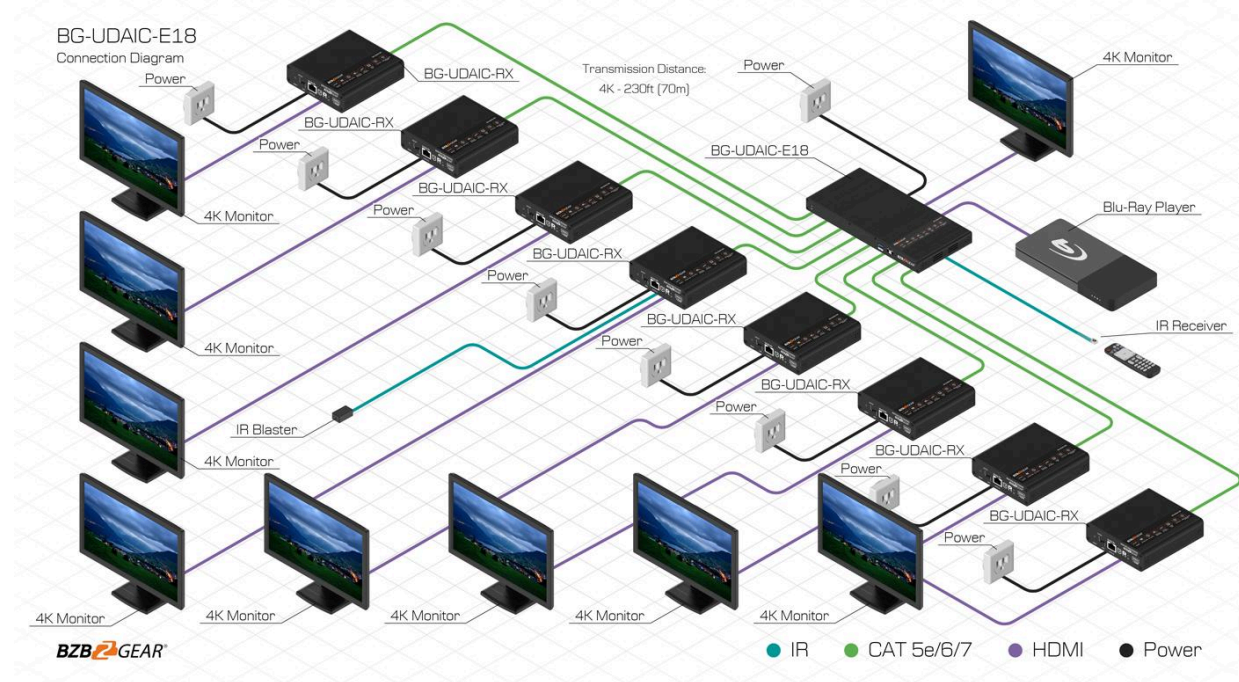 BG-UDAIC-E18
Connection Diagram
Power
BG-UDAIC-RX
Transmission Distance:
4K - 230ft (70m)
Power
4K Monitor
BG-UDAIC-RX
Power
BG-UDAIC-E18
BG-UDAIC-RX
4K Monitor
Power
Blu-Ray Player
BG-UDAIC-RX
Power
BG-UDAIC-RX
IR Receiver
4K Monitor
Power
BG-UDAIC-RX
Power
IR Blaster
BG-UDAIC-RX
4K Monitor
Power
BG-UDAIC-RX
Power
4K Monitor
4K Monitor
4K Monitor
4K Monitor
4K Monitor
BZB GEAR®
IR
CAT 5e/6/7
HDMI
Power